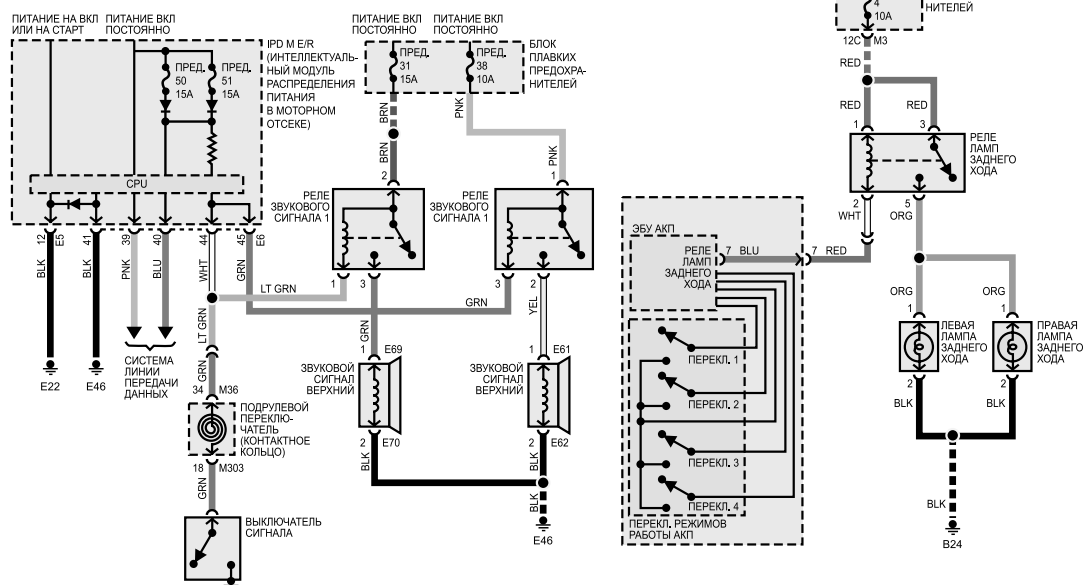 ПИТАНИЕ НА ВКЛ
ИЛИ НА СТАРТ
ПИТАНИЕ ВКЛ
ПОСТОЯННО
IPD M E/R
(ИНТЕЛЛЕКТУАЛЬ-
НЫЙ МОДУЛЬ
РАСПРЕДЕЛЕНИЯ
ПИТАНИЯ
В МОТОРНОМ
ОТСЕКЕ)
ПРЕД.
50
15A
ПРЕД.
51
15A
CPU
12
E5
41
39
40
44
45
E6
BLK
BLK
PNK
BLU
WHT
GRN
E22
E46
СИСТЕМА
ЛИНИИ
ПЕРЕДАЧИ
ДАННЫХ
LT GRN
LT GRN
GRN
GRN
34
M36
ПОДРУЛЕВОЙ
ПЕРЕКЛЮ-
ЧАТЕЛЬ
(КОНТАКТНОЕ
КОЛЬЦО)
18
M303
GRN
ВЫКЛЮЧАТЕЛЬ
СИГНАЛА
ПИТАНИЕ ВКЛ
ПОСТОЯННО
ПИТАНИЕ ВКЛ
ПОСТОЯННО
ПРЕД.
31
15A
ПРЕД.
38
10A
БЛОК
ПЛАВКИХ
ПРЕДОХРА-
НИТЕЛЕЙ
BRN
PNK
BRN
PNK
2
1
РЕЛЕ
ЗВУКОВОГО
СИГНАЛА 1
РЕЛЕ
ЗВУКОВОГО
СИГНАЛА 1
1
3
3
2
GRN
YEL
1
E69
1
E61
ЗВУКОВОЙ
СИГНАЛ
ВЕРХНИЙ
ЗВУКОВОЙ
СИГНАЛ
ВЕРХНИЙ
2
E70
2
E62
BLK
BLK
BLK
E46
ЭБУ АКП
РЕЛЕ
ЛАМП
ЗАДНЕГО
ХОДА
7
BLU
7
RED
ПЕРЕКЛ. 1
ПЕРЕКЛ. 2
ПЕРЕКЛ. 3
ПЕРЕКЛ. 4
ПЕРЕКЛ. РЕЖИМОВ
РАБОТЫ АКП
4
10A
НИТЕЛЕЙ
12C
M3
RED
RED
RED
1
3
РЕЛЕ
ЛАМП
ЗАДНЕГО
ХОДА
2
5
WHT
ORG
ORG
ORG
1
1
ЛЕВАЯ
ЛАМПА
ЗАДНЕГО
ХОДА
ПРАВАЯ
ЛАМПА
ЗАДНЕГО
ХОДА
2
2
BLK
BLK
BLK
B24